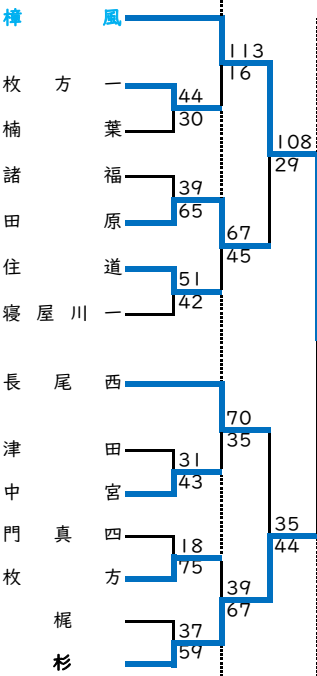 樟風
113
16
枚方一
44
30
楠葉
108
29
諸福
39
65
田原
67
45
住道
51
42
寝屋川一
長尾西
70
35
津田
31
43
中宮
35
44
門真四
18
75
枚方
39
67
梶
37
59
杉